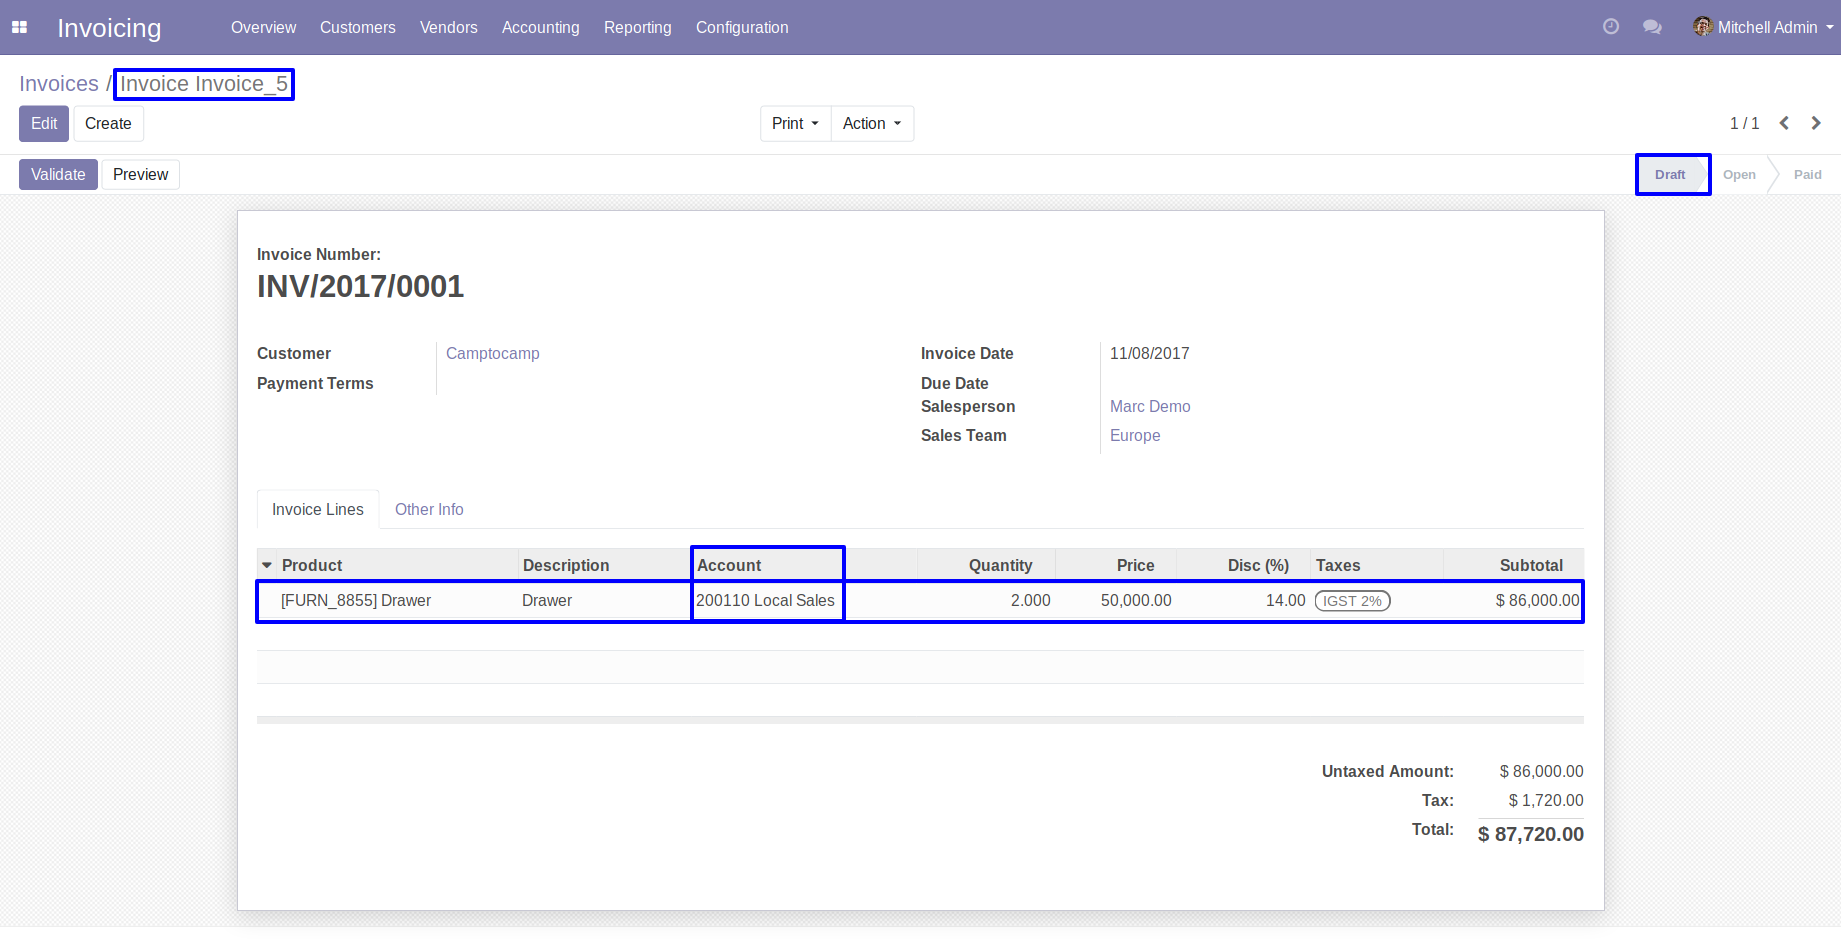 Invoicing Overview Customers Vendors Accounting Reporting Configuration Mitchell Admin
Invoices / Invoice Invoice_5
Edit Create Print Action 1 / 1
Validate Preview Draft Open Paid
Invoice Number:
INV/2017/0001
Customer Camptocamp Invoice Date 11/08/2017
Payment Terms Due Date
Salesperson Marc Demo
Sales Team Europe
Invoice Lines Other Info
Product Description Account Quantity Price Disc (%) Taxes Subtotal
[FURN_8855] Drawer Drawer 200110 Local Sales 2.000 50,000.00 14.00 IGST 2% $ 86,000.00
Untaxed Amount: $ 86,000.00
Tax: $ 1,720.00
Total: $ 87,720.00